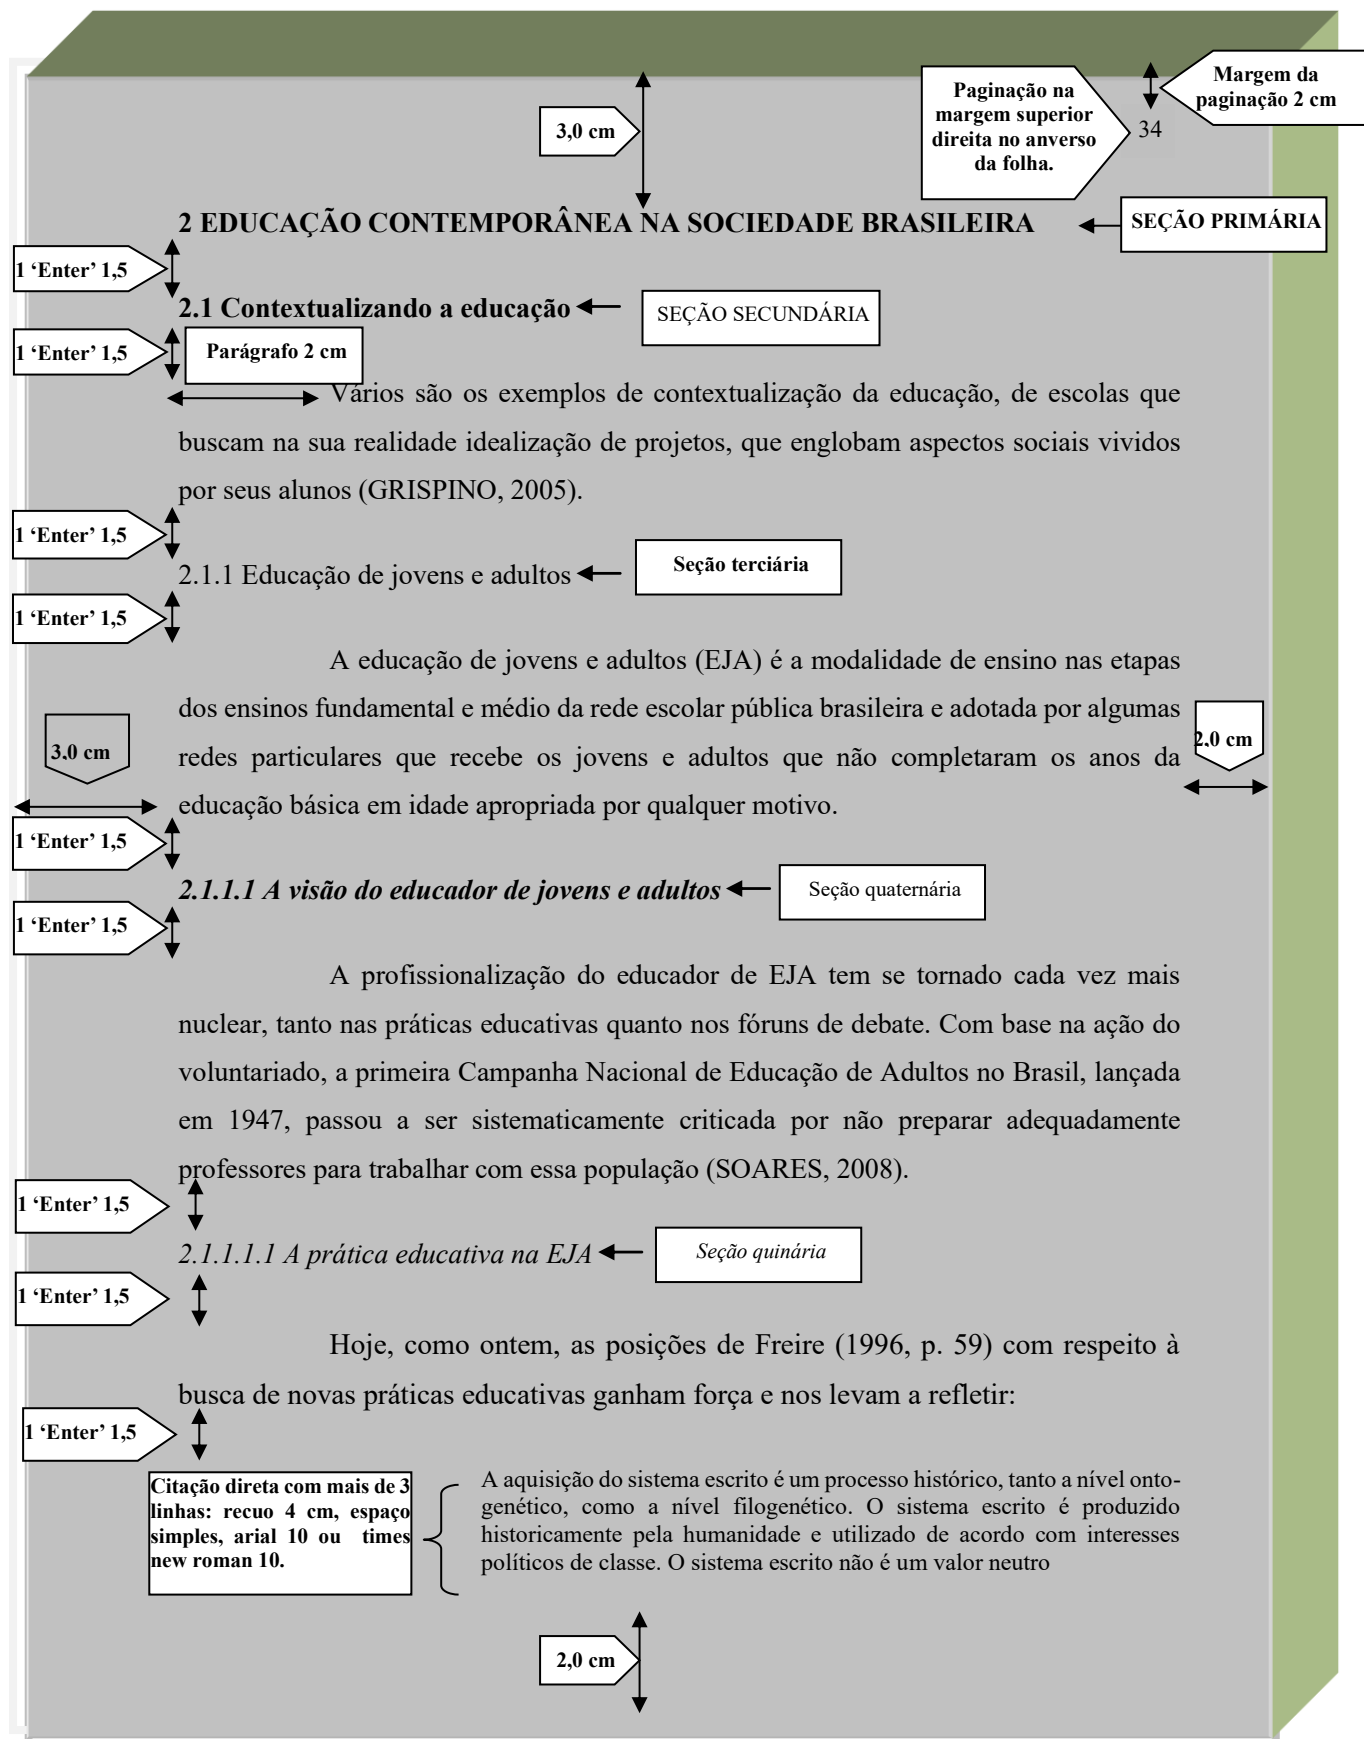 Margem da
paginação 2 cm
Paginação na
margem superior
direita no anverso
da folha.
34
3,0 cm
2 EDUCAÇÃO CONTEMPORÂNEA NA SOCIEDADE BRASILEIRA
SEÇÃO PRIMÁRIA
1 ‘Enter’ 1,5
2.1 Contextualizando a educação
SEÇÃO SECUNDÁRIA
1 ‘Enter’ 1,5
Parágrafo 2 cm
Vários são os exemplos de contextualização da educação, de escolas que
buscam na sua realidade idealização de projetos, que englobam aspectos sociais vividos
por seus alunos (GRISPINO, 2005).
1 ‘Enter’ 1,5
2.1.1 Educação de jovens e adultos
Seção terciária
1 ‘Enter’ 1,5
A educação de jovens e adultos (EJA) é a modalidade de ensino nas etapas
dos ensinos fundamental e médio da rede escolar pública brasileira e adotada por algumas
redes particulares que recebe os jovens e adultos que não completaram os anos da
educação básica em idade apropriada por qualquer motivo.
3,0 cm
2,0 cm
1 ‘Enter’ 1,5
2.1.1.1 A visão do educador de jovens e adultos
Seção quaternária
1 ‘Enter’ 1,5
A profissionalização do educador de EJA tem se tornado cada vez mais
nuclear, tanto nas práticas educativas quanto nos fóruns de debate. Com base na ação do
voluntariado, a primeira Campanha Nacional de Educação de Adultos no Brasil, lançada
em 1947, passou a ser sistematicamente criticada por não preparar adequadamente
professores para trabalhar com essa população (SOARES, 2008).
1 ‘Enter’ 1,5
2.1.1.1.1 A prática educativa na EJA
Seção quinária
1 ‘Enter’ 1,5
Hoje, como ontem, as posições de Freire (1996, p. 59) com respeito à
busca de novas práticas educativas ganham força e nos levam a refletir:
1 ‘Enter’ 1,5
Citação direta com mais de 3
linhas: recuo 4 cm, espaço
simples, arial 10 ou times
new roman 10.
A aquisição do sistema escrito é um processo histórico, tanto a nível onto-
genético, como a nível filogenético. O sistema escrito é produzido
historicamente pela humanidade e utilizado de acordo com interesses
políticos de classe. O sistema escrito não é um valor neutro
2,0 cm